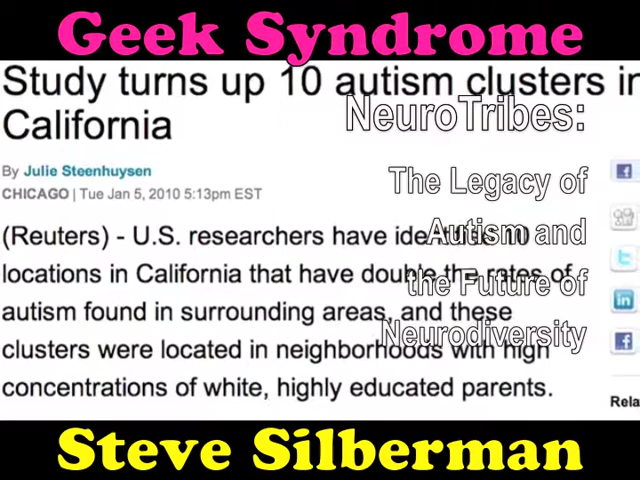 Geek Syndrome
Study turns up 10 autism clusters in
California
NeuroTribes:
The Legacy of
Autism and
the Future of
Neurodiversity
By Julie Steenhuysen
CHICAGO | Tue Jan 5, 2010 5:13pm EST
(Reuters) - U.S. researchers have 10
locations in California that have double the rates of
autism found in surrounding areas, and these
clusters were located in neighborhoods with high
concentrations of white, highly educated parents.
Rela
Steve Silberman